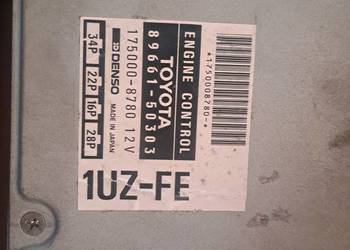 ENGINE CONTROL
TOYOTA
89661-50303
175000-8780 12V
DENSO MADE IN JAPAN
34P 22P 16P 28P
*1750008780-*
1UZ-FE